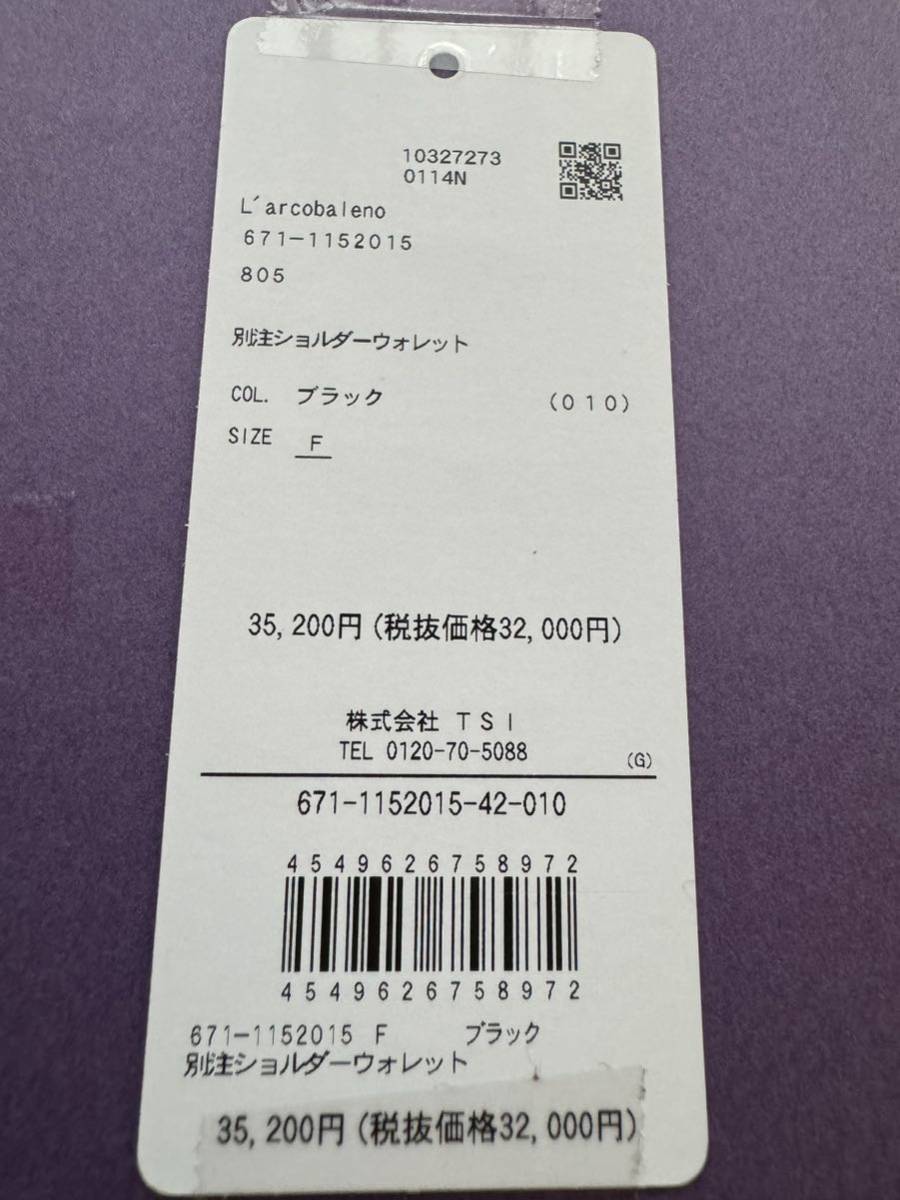 10327273
0114N
L´arcobaleno
671-1152015
805
別注ショルダーウォレット
COL. ブラック (010)
SIZE F
35,200円(税抜価格32,000円)
株式会社 TSI
TEL 0120-70-5088
(G)
671-1152015-42-010
4549626758972
4549626758972
671-1152015 F ブラック
別注ショルダーウォレット
35,200円(税抜価格32,000円)